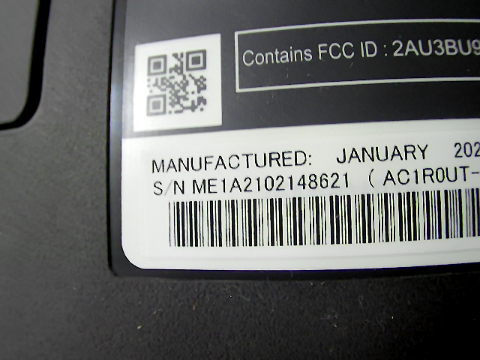 Contains FCC ID : 2AU3BU9
MANUFACTURED: JANUARY 202
S/N ME1A2102148621 ( AC1R0UT-